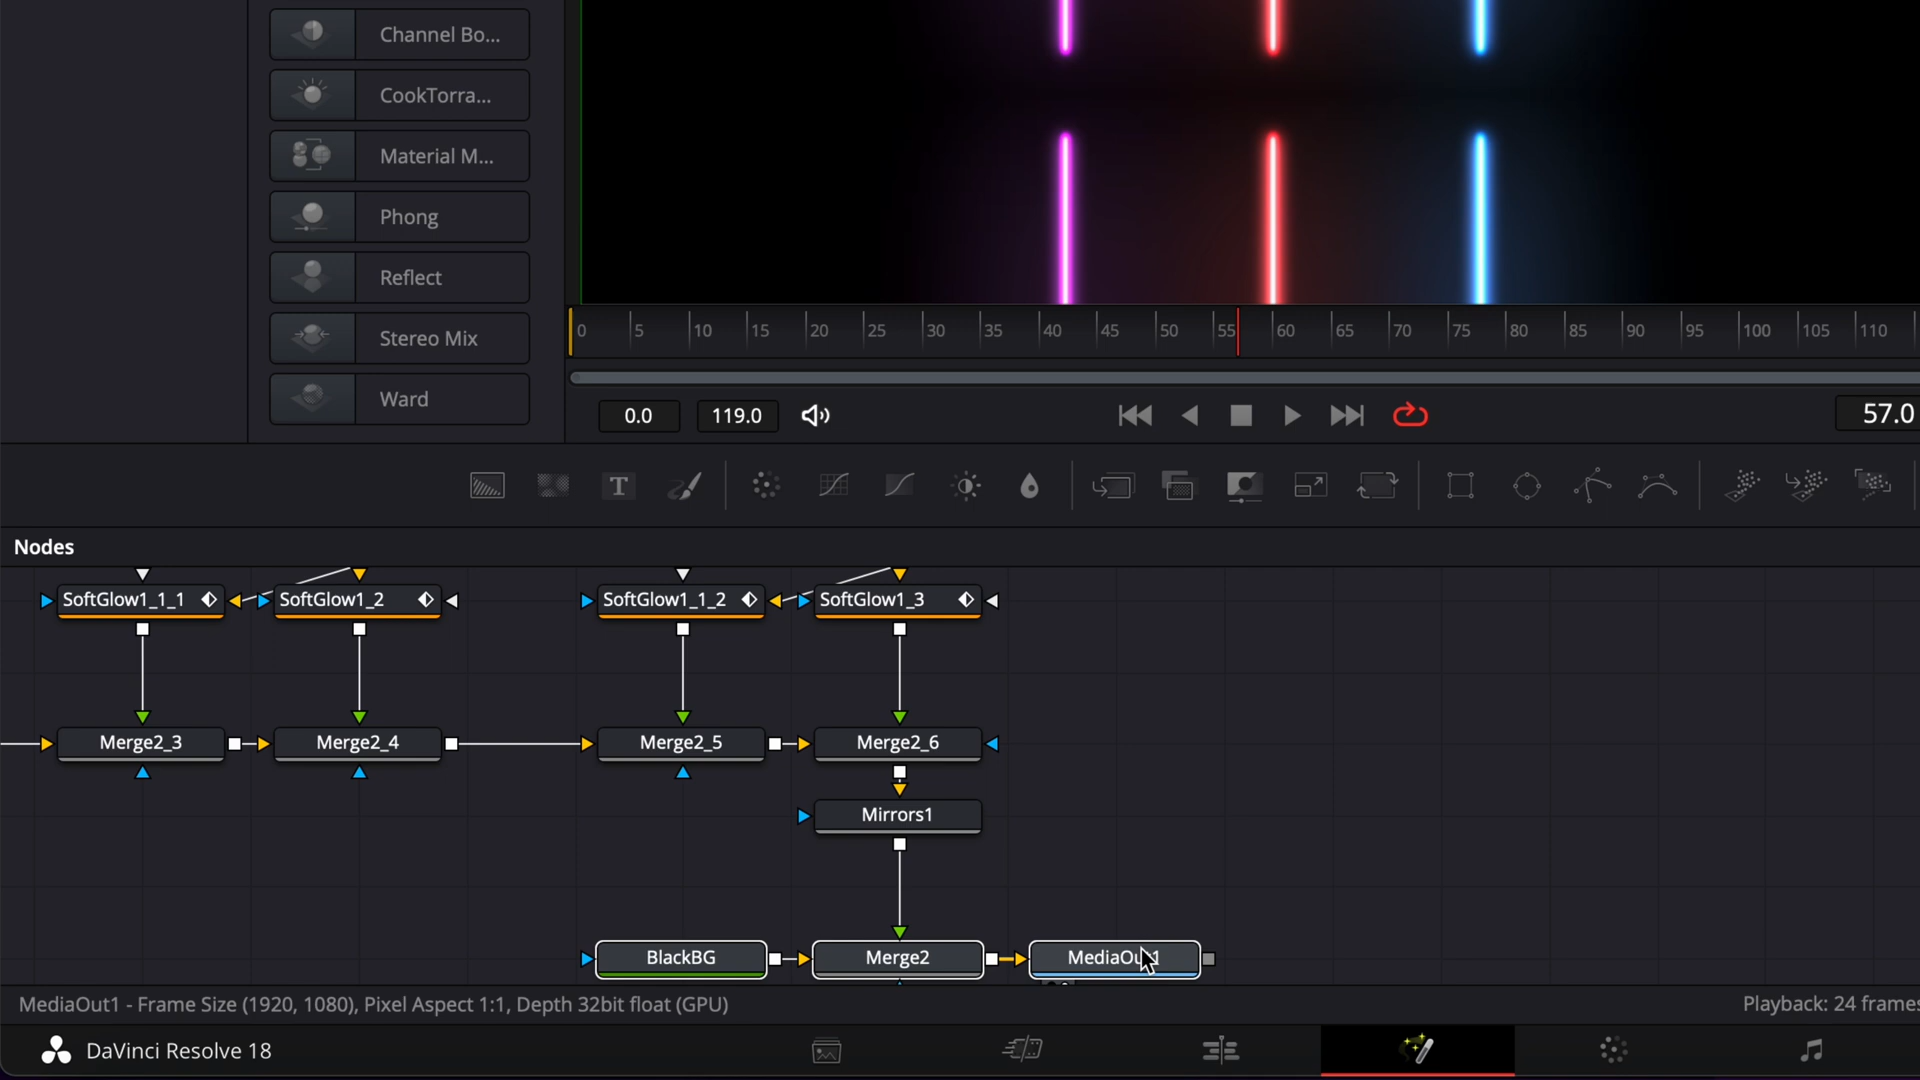 Channel Bo...
CookTorra...
Material M...
Phong
Reflect
Stereo Mix
Ward
0 5 10 15 20 25 30 35 40 45 50 55 60 65 70 75 80 85 90 95 100 105 110
0.0 119.0 57.0
T
Nodes
SoftGlow1_1_1 SoftGlow1_2 SoftGlow1_1_2 SoftGlow1_3
Merge2_3 Merge2_4 Merge2_5 Merge2_6
Mirrors1
BlackBG Merge2 MediaOut1
MediaOut1 - Frame Size (1920, 1080), Pixel Aspect 1:1, Depth 32bit float (GPU) Playback: 24 frames
DaVinci Resolve 18